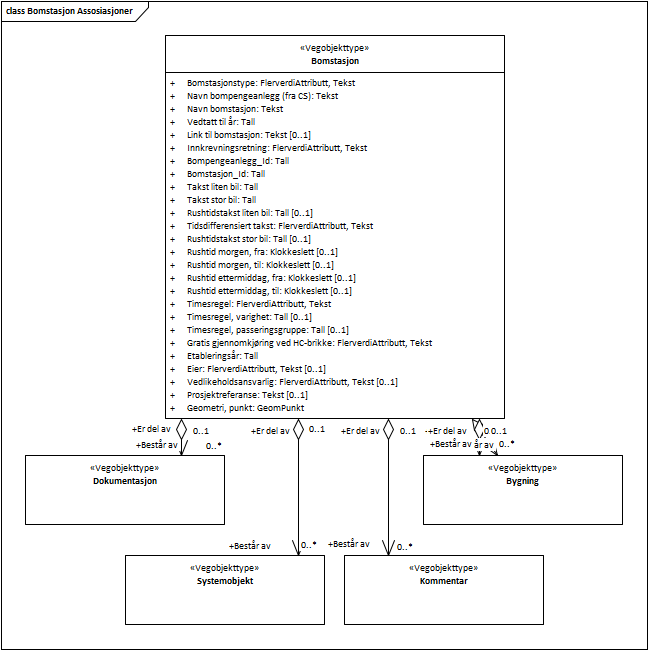 class Bomstasjon Assosiasjoner
«Vegobjekttype»
Bomstasjon
+ Bomstasjonstype: FlerverdiAttributt, Tekst
+ Navn bompengeanlegg (fra CS): Tekst
+ Navn bomstasjon: Tekst
+ Vedtatt til år: Tall
+ Link til bomstasjon: Tekst [0..1]
+ Innkrevningsretning: FlerverdiAttributt, Tekst
+ Bompengeanlegg_Id: Tall
+ Bomstasjon_Id: Tall
+ Takst liten bil: Tall
+ Takst stor bil: Tall
+ Rushtidstakst liten bil: Tall [0..1]
+ Tidsdifferensiert takst: FlerverdiAttributt, Tekst
+ Rushtidstakst stor bil: Tall [0..1]
+ Rushtid morgen, fra: Klokkeslett [0..1]
+ Rushtid morgen, til: Klokkeslett [0..1]
+ Rushtid ettermiddag, fra: Klokkeslett [0..1]
+ Rushtid ettermiddag, til: Klokkeslett [0..1]
+ Timesregel: FlerverdiAttributt, Tekst
+ Timesregel, varighet: Tall [0..1]
+ Timesregel, passeringsgruppe: Tall [0..1]
+ Gratis gjennomkjøring ved HC-brikke: FlerverdiAttributt, Tekst
+ Etableringsår: Tall
+ Eier: FlerverdiAttributt, Tekst [0..1]
+ Vedlikeholdsansvarlig: FlerverdiAttributt, Tekst [0..1]
+ Prosjektreferanse: Tekst [0..1]
+ Geometri, punkt: GeomPunkt
+Er del av 0..1 +Er del av 0..1 +Er del av 0..1 +Er del av 0..1
+Består av 0..* +Består av år av 0..*
«Vegobjekttype» «Vegobjekttype»
Dokumentasjon Bygning
+Består av 0..* +Består av 0..*
«Vegobjekttype» «Vegobjekttype»
Systemobjekt Kommentar